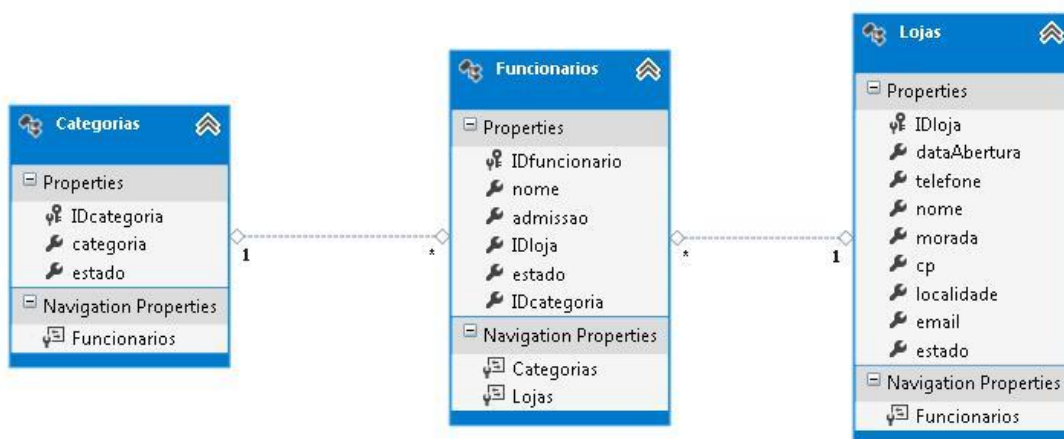 Categorias
Properties
IDcategoria
categoria
estado
Navigation Properties
Funcionarios
1
*
Funcionarios
Properties
IDfuncionario
nome
admissao
IDloja
estado
IDcategoria
Navigation Properties
Categorias
Lojas
*
1
Lojas
Properties
IDloja
dataAbertura
telefone
nome
morada
cp
localidade
email
estado
Navigation Properties
Funcionarios